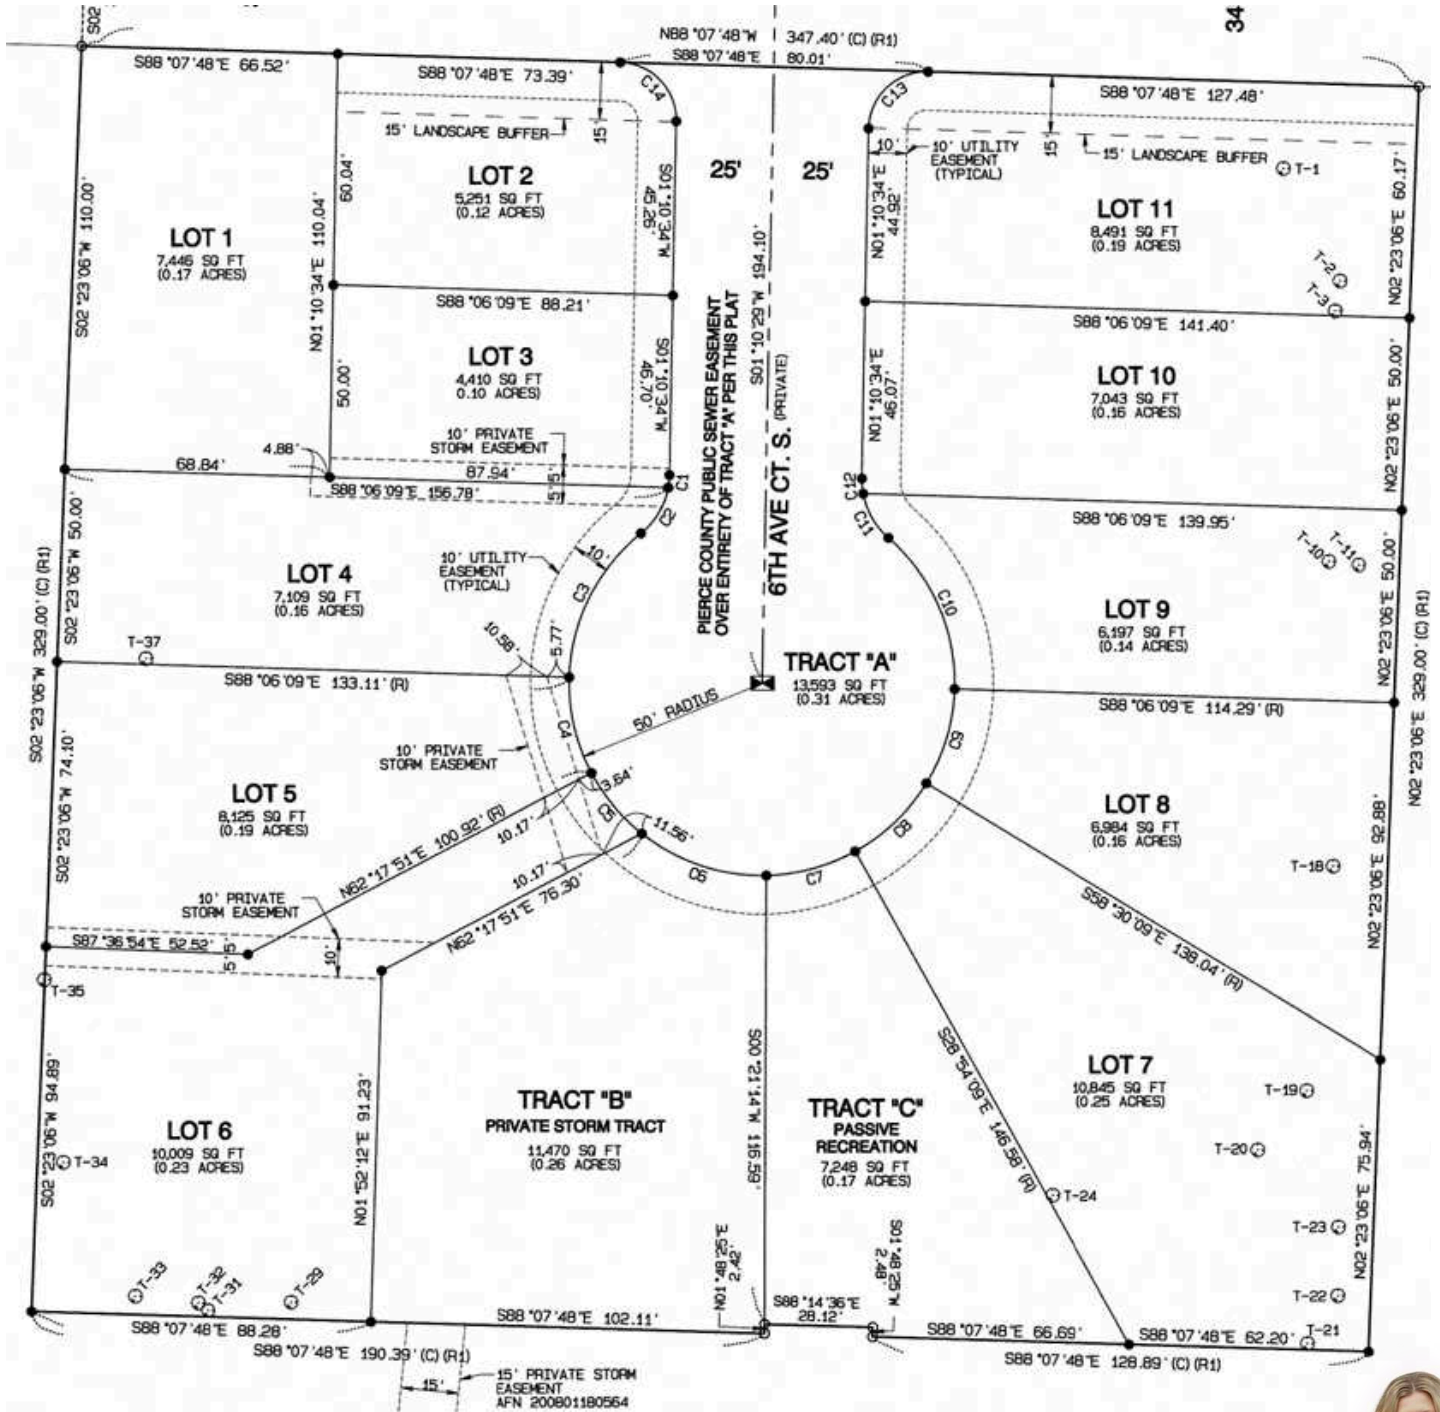 S02
34
N88°07'48"W 347.40' (C)(R1)
S88°07'48"E 66.52'
S88°07'48"E 73.39'
S88°07'48"E 80.01'
S88°07'48"E 127.48'
C14
C13
15' LANDSCAPE BUFFER
15'
25'
25'
10'
10' UTILITY
EASEMENT
(TYPICAL)
15'
15' LANDSCAPE BUFFER
T-1
S02°23'06"W 110.00'
LOT 1
7,446 SQ FT
(0.17 ACRES)
N01°10'34"E 110.04'
60.04'
LOT 2
5,251 SQ FT
(0.12 ACRES)
S01°10'34"W
45.26'
N01°10'34"E
44.92'
LOT 11
8,491 SQ FT
(0.19 ACRES)
N02°23'06"E 60.17'
T-2
T-3
S88°06'09"E 88.21'
S88°06'09"E 141.40'
50.00'
LOT 3
4,410 SQ FT
0.10 ACRES)
S01°10'34"W
46.70'
PIERCE COUNTY PUBLIC SEWER EASEMENT
OVER ENTIRETY OF TRACT "A" PER THIS PLAT
S01°10'29"W 194.10'
6TH AVE CT. S. (PRIVATE)
N01°10'34"E
46.07'
LOT 10
7,043 SQ FT
(0.16 ACRES)
N02°23'06"E 50.00'
10' PRIVATE
STORM EASEMENT
4.88'
68.84'
87.94'
S88°06'09"E 156.78'
5'
5'
C1
C2
C12
C11
S88°06'09"E 139.95'
S02°23'06"W 50.00'
S02°23'06"W 329.00' (C)(R1)
LOT 4
7,109 SQ FT
(0.16 ACRES)
10' UTILITY
EASEMENT
(TYPICAL)
10'
C3
C10
T-10
T-11
LOT 9
6,197 SQ FT
(0.14 ACRES)
N02°23'06"E 50.00'
N02°23'06"E 329.00' (C)(R1)
T-37
10.58'
5.77'
S88°06'09"E 133.11' (R)
TRACT "A"
13,593 SQ FT
(0.31 ACRES)
50' RADIUS
S88°06'09"E 114.29' (R)
C4
C9
S02°23'06"W 74.10'
10' PRIVATE
STORM EASEMENT
LOT 5
8,125 SQ FT
(0.19 ACRES)
3.64'
C5
10.17'
N62°17'51"E 100.92' (R)
LOT 8
6,984 SQ FT
(0.16 ACRES)
N02°23'06"E 92.88'
T-18
11.56'
10.17'
C6
C7
C8
N62°17'51"E 76.30'
S58°30'09"E 138.04' (R)
10' PRIVATE
STORM EASEMENT
S87°36'54"E 52.52'
5'
5'
10'
T-35
S02°23'06"W 94.89'
LOT 6
10,009 SQ FT
(0.23 ACRES)
T-34
N01°52'12"E 91.23'
TRACT "B"
PRIVATE STORM TRACT
11,470 SQ FT
(0.26 ACRES)
S00°21'14"W 116.59'
TRACT "C"
PASSIVE
RECREATION
7,248 SQ FT
(0.17 ACRES)
S28°54'09"E 146.58' (R)
LOT 7
10,845 SQ FT
(0.25 ACRES)
T-19
T-20
T-24
T-23
N02°23'06"E 75.94'
T-33
T-32
T-31
T-29
N01°48'25"E
2.42'
S01°48'25"W
2.48'
S88°14'36"E
28.12'
T-22
T-21
S88°07'48"E 88.28'
S88°07'48"E 102.11'
S88°07'48"E 66.69'
S88°07'48"E 62.20'
S88°07'48"E 190.39' (C)(R1)
S88°07'48"E 128.89' (C)(R1)
15'
15' PRIVATE STORM
EASEMENT
AFN 200801180564